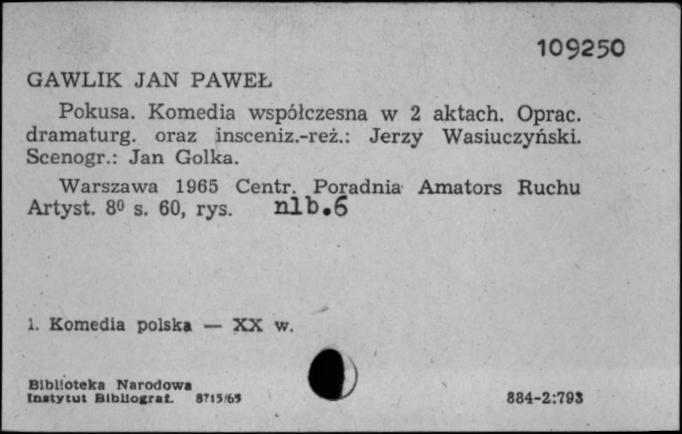 109250
GAWLIK JAN PAWEŁ
Pokusa. Komedia współczesna w 2 aktach. Oprac.
dramaturg. oraz insceniz.-reż.: Jerzy Wasiuczyński.
Scenogr.: Jan Golka.
Warszawa 1965 Centr. Poradnia Amators Ruchu
Artyst. 8⁰ s. 60, rys. nlb.6
1. Komedia polska — XX w.
Biblioteka Narodowa
Instytut Bibliograf. 8715/65
884-2:793